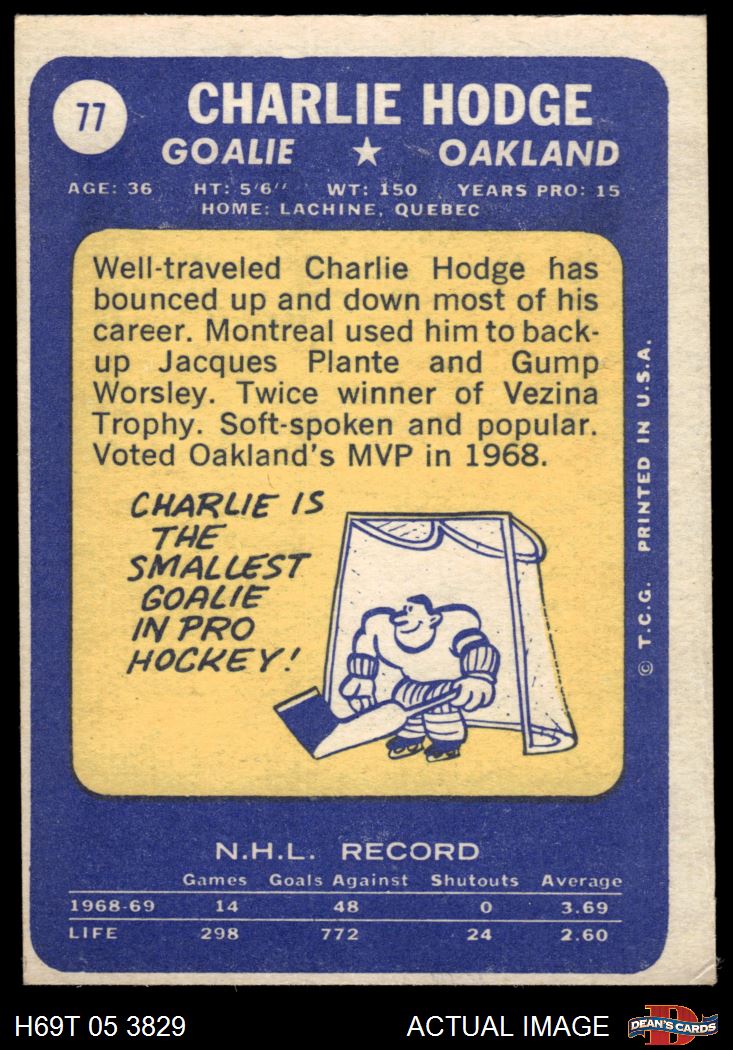 77
CHARLIE HODGE
GOALIE ★ OAKLAND
AGE: 36 HT: 5'6" WT: 150 YEARS PRO: 15
HOME: LACHINE, QUEBEC
Well-traveled Charlie Hodge has
bounced up and down most of his
career. Montreal used him to back-
up Jacques Plante and Gump
Worsley. Twice winner of Vezina
Trophy. Soft-spoken and popular.
Voted Oakland's MVP in 1968.
CHARLIE IS
THE
SMALLEST
GOALIE
IN PRO
HOCKEY!
© T.C.G. PRINTED IN U.S.A.
N.H.L. RECORD
Games Goals Against Shutouts Average
1968-69 14 48 0 3.69
LIFE 298 772 24 2.60
H69T 05 3829 ACTUAL IMAGE
D
DEAN'S CARDS